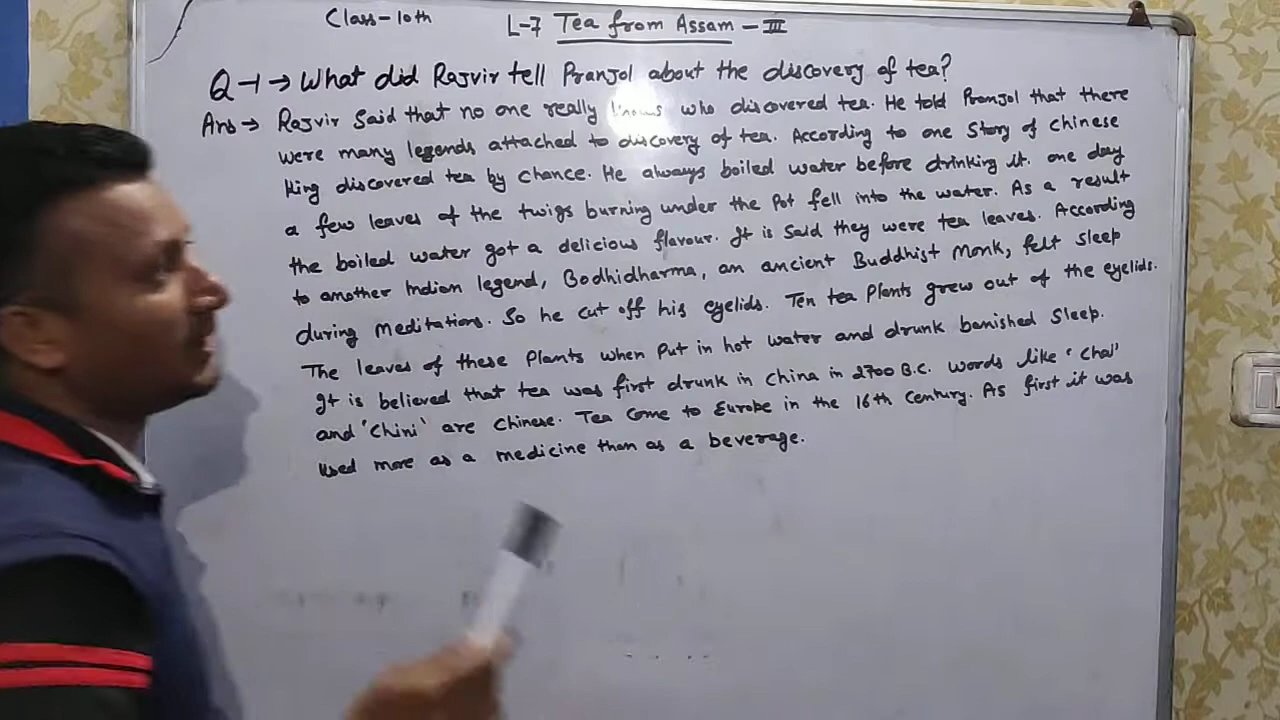 Class-10th
L-7 Tea from Assam - III
Q-1 → What did Rajvir tell Pranjol about the discovery of tea?
Ans → Rajvir said that no one really knows who discovered tea. He told Pranjol that there
were many legends attached to discovery of tea. According to one story of chinese
king discovered tea by chance. He always boiled water before drinking it. one day
a few leaves of the twigs burning under the pot fell into the water. As a result
the boiled water got a delicious flavour. It is said they were tea leaves. According
to another Indian legend, Bodhidharma, an ancient Buddhist Monk, felt sleep
during meditations. So he cut off his eyelids. Ten tea plants grew out of the eyelids.
The leaves of these plants when put in hot water and drunk banished sleep.
It is believed that tea was first drunk in China in 2700 B.C. words like 'chai'
and 'chini' are chinese. Tea come to Europe in the 16th century. As first it was
used more as a medicine than as a beverage.